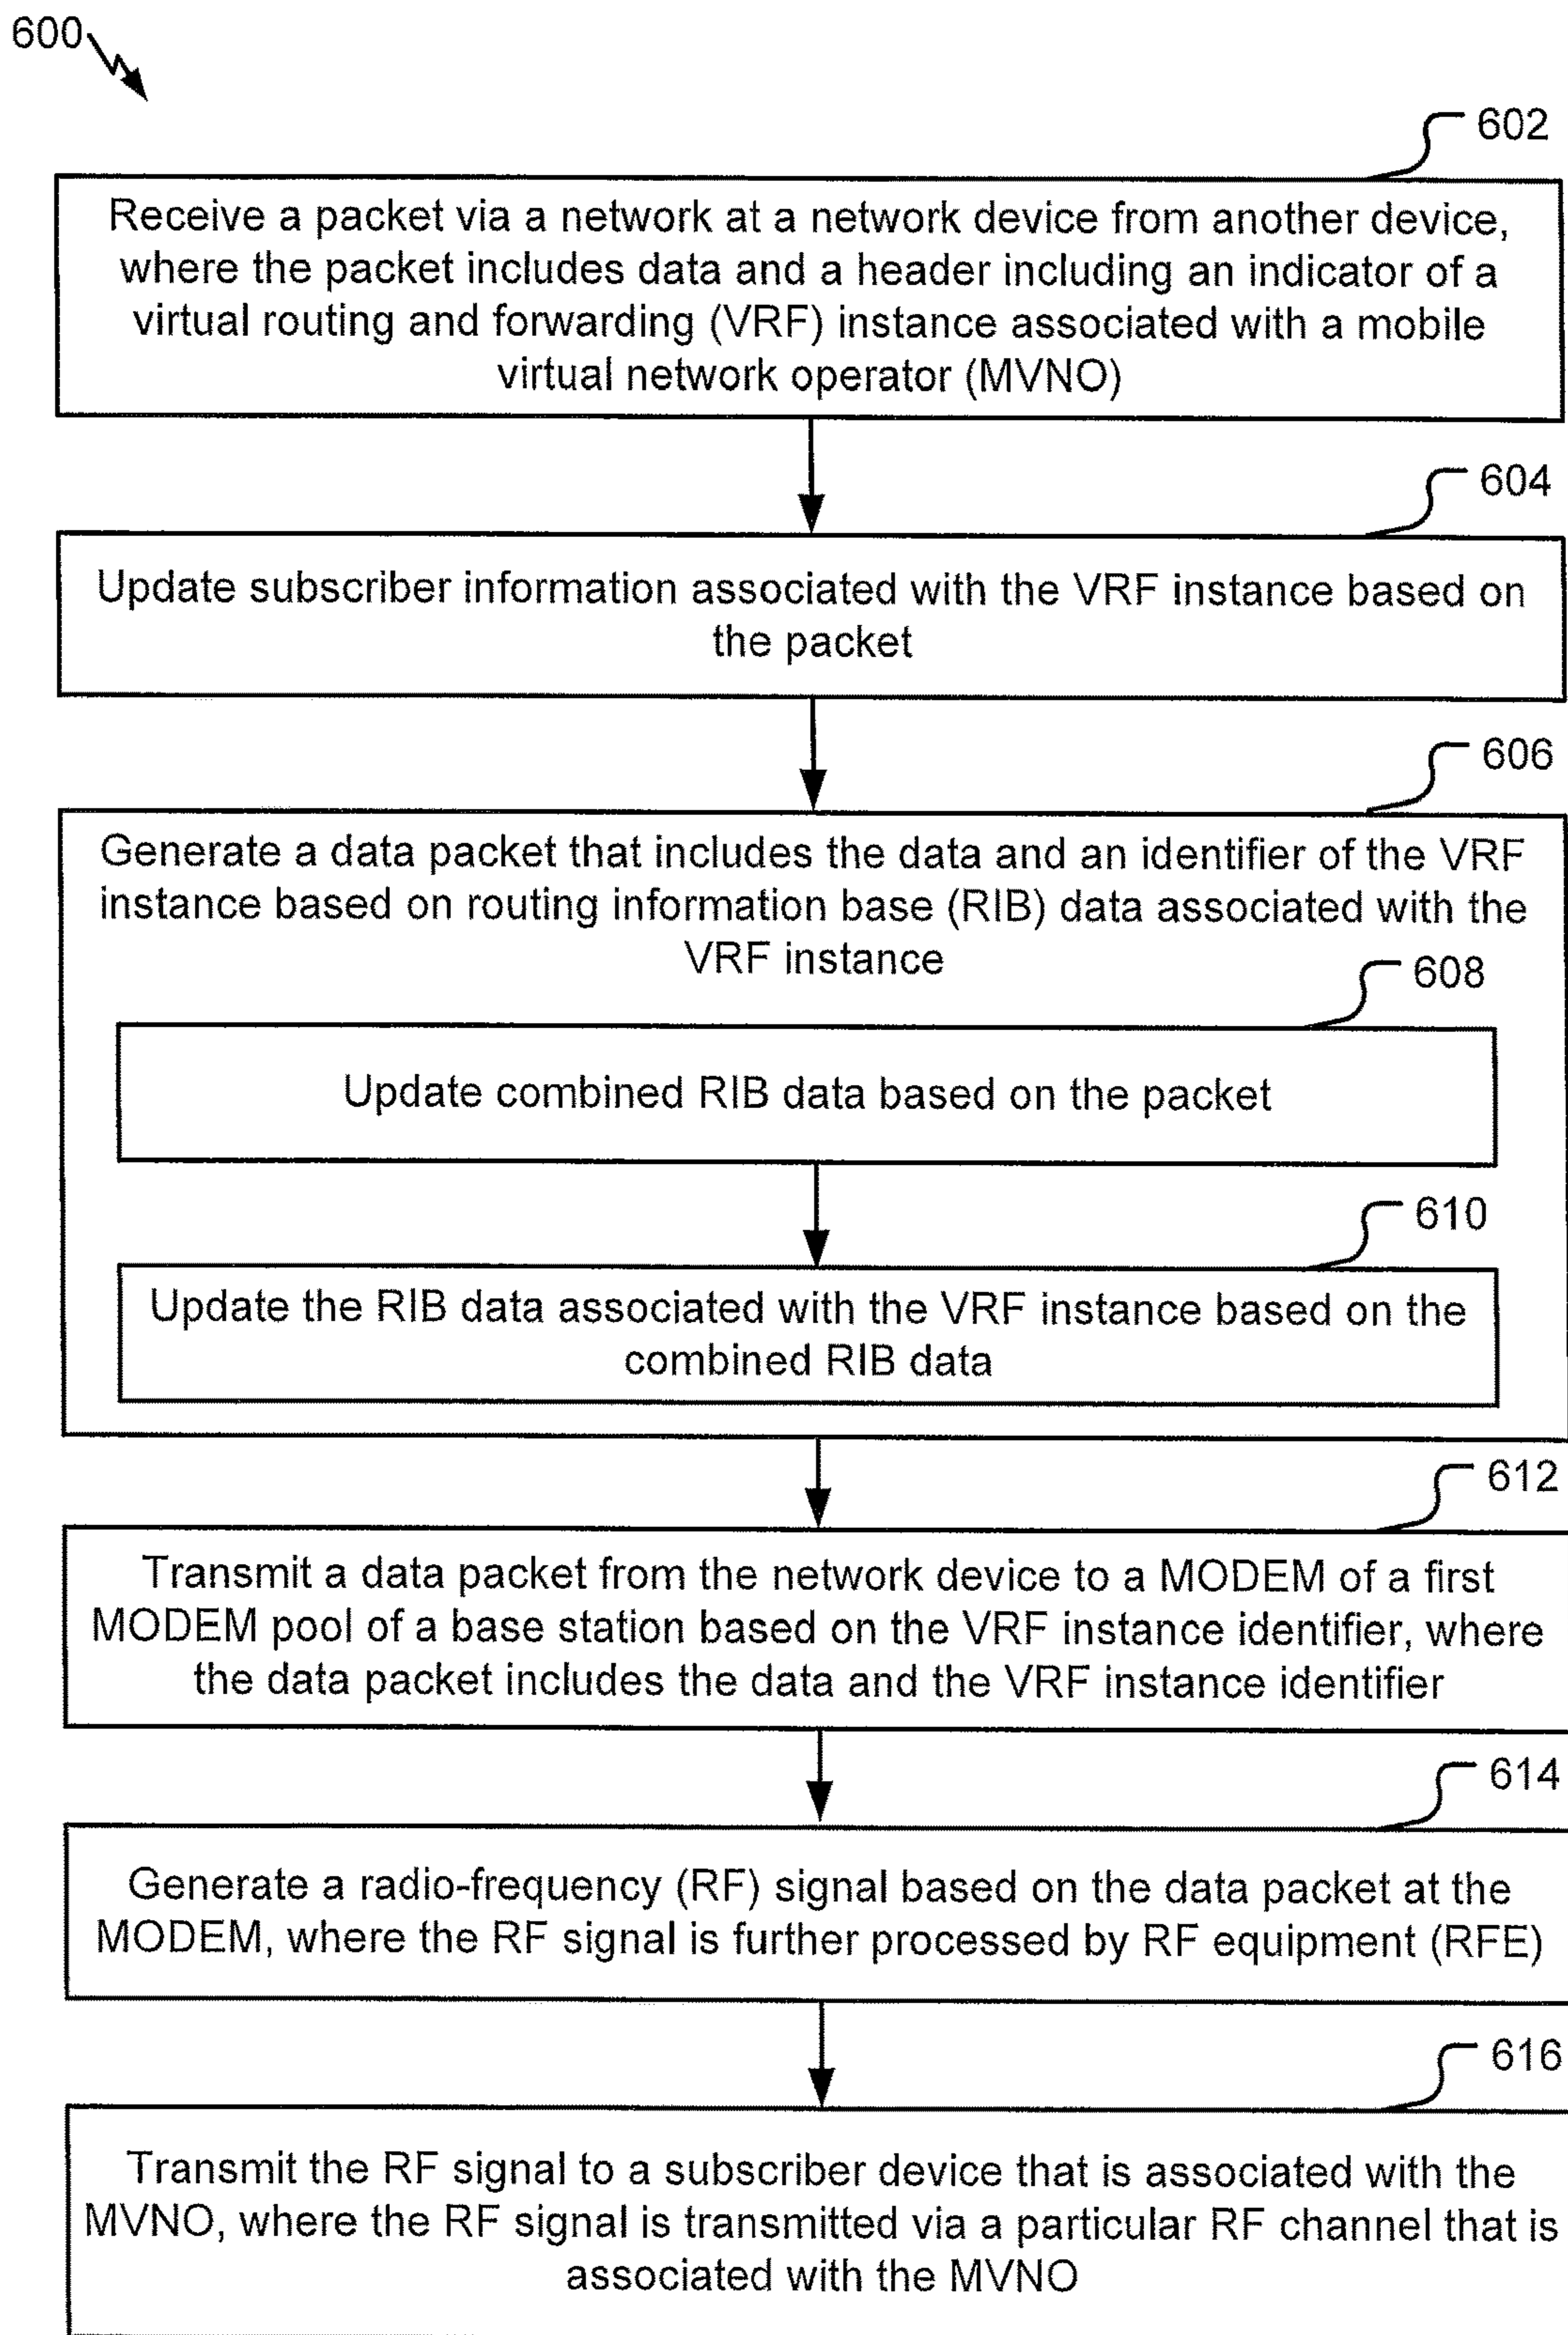 600
602
Receive a packet via a network at a network device from another device,
where the packet includes data and a header including an indicator of a
virtual routing and forwarding (VRF) instance associated with a mobile
virtual network operator (MVNO)
604
Update subscriber information associated with the VRF instance based on
the packet
606
Generate a data packet that includes the data and an identifier of the VRF
instance based on routing information base (RIB) data associated with the
VRF instance
608
Update combined RIB data based on the packet
610
Update the RIB data associated with the VRF instance based on the
combined RIB data
612
Transmit a data packet from the network device to a MODEM of a first
MODEM pool of a base station based on the VRF instance identifier, where
the data packet includes the data and the VRF instance identifier
614
Generate a radio-frequency (RF) signal based on the data packet at the
MODEM, where the RF signal is further processed by RF equipment (RFE)
616
Transmit the RF signal to a subscriber device that is associated with the
MVNO, where the RF signal is transmitted via a particular RF channel that is
associated with the MVNO